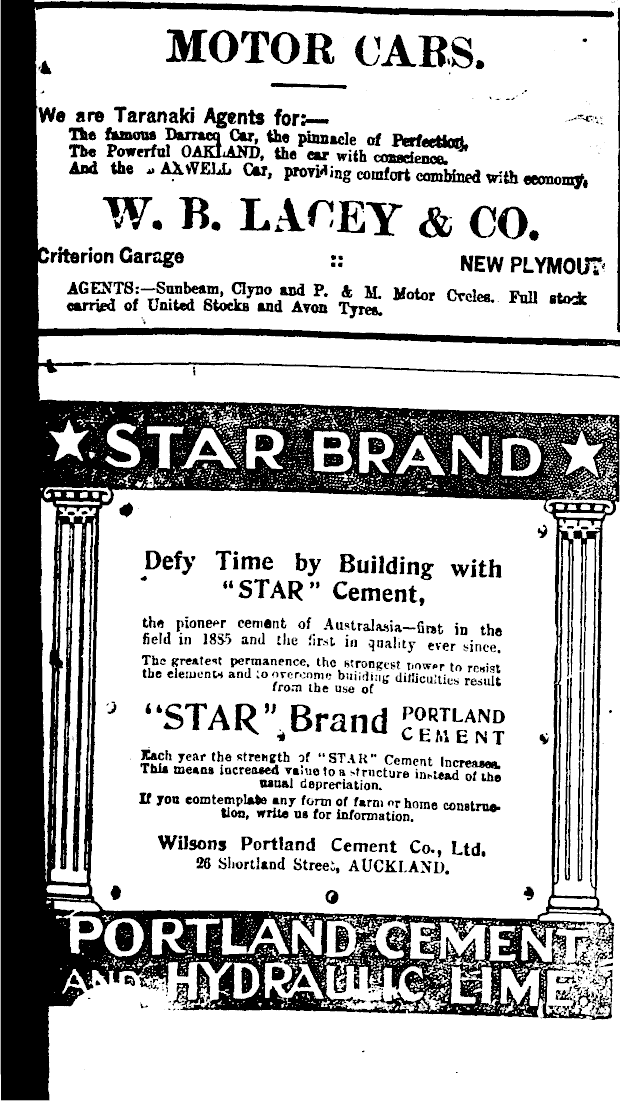 MOTOR CARS.
We are Taranaki Agents for:—
The famous Darracq Car, the pinnacle of Perfection,
The Powerful OAKLAND, the car with conscience.
And the MAXWELL Car, providing comfort combined with economy.
W. B. LACEY & CO.
Criterion Garage :: NEW PLYMOUTH
AGENTS:—Sunbeam, Clyno and P. & M. Motor Cycles. Full stock
carried of United Stocks and Avon Tyres.
STAR BRAND
Defy Time by Building with
“STAR” Cement,
the pioneer cement of Australasia—first in the
field in 1885 and the first in quality ever since.
The greatest permanence, the strongest power to resist
the elements and to overcome building difficulties result
from the use of
“STAR” Brand PORTLAND
CEMENT
Each year the strength of “STAR” Cement Increases.
This means increased value to a structure instead of the
usual depreriation.
If you comtemplate any form of farm or home construc-
tion, write us for information.
Wilsons Portland Cement Co., Ltd.
26 Shortland Street, AUCKLAND.
PORTLAND CEMENT
AND HYDRAULIC LIME.